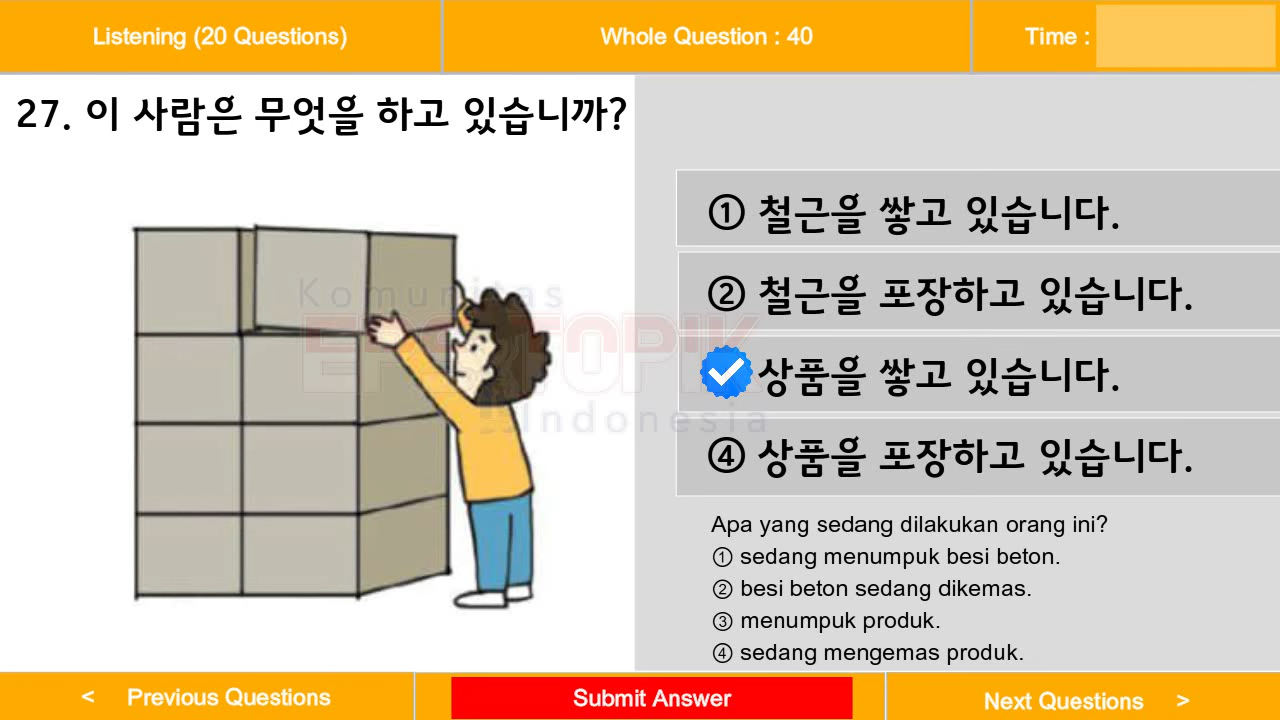 Listening (20 Questions)
Whole Question : 40
Time :
27. 이 사람은 무엇을 하고 있습니까?
① 철근을 쌓고 있습니다.
② 철근을 포장하고 있습니다.
상품을 쌓고 있습니다.
④ 상품을 포장하고 있습니다.
Komunitas
EPSTOPIK
Indonesia
Apa yang sedang dilakukan orang ini?
① sedang menumpuk besi beton.
② besi beton sedang dikemas.
③ menumpuk produk.
④ sedang mengemas produk.
< Previous Questions
Submit Answer
Next Questions >